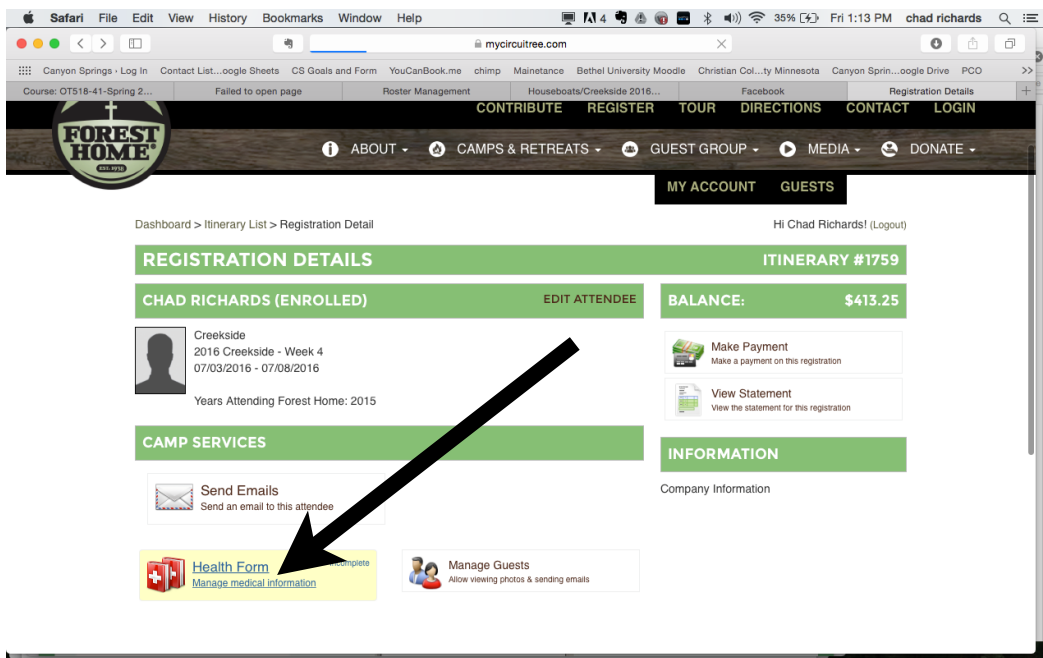 Safari File Edit View History Bookmarks Window Help 4 35% Fri 1:13 PM chad richards
mycircuitree.com
Canyon Springs › Log In Contact List...oogle Sheets CS Goals and Form YouCanBook.me chimp Mainetance Bethel University Moodle Christian Col...ty Minnesota Canyon Sprin...oogle Drive PCO >>
Course: OT518-41-Spring 2... Failed to open page Roster Management Houseboats/Creekside 2016... Facebook Registration Details +
CONTRIBUTE REGISTER TOUR DIRECTIONS CONTACT LOGIN
FOREST
HOME
EST. 1938
ABOUT CAMPS & RETREATS GUEST GROUP MEDIA DONATE
MY ACCOUNT GUESTS
Dashboard > Itinerary List > Registration Detail Hi Chad Richards! (Logout)
REGISTRATION DETAILS ITINERARY #1759
CHAD RICHARDS (ENROLLED) EDIT ATTENDEE BALANCE: $413.25
Creekside
2016 Creekside - Week 4
07/03/2016 - 07/08/2016
Years Attending Forest Home: 2015
Make Payment
Make a payment on this registration
View Statement
View the statement for this registration
CAMP SERVICES
INFORMATION
Company Information
Send Emails
Send an email to this attendee
Health Form
Manage medical information
Manage Guests
Allow viewing photos & sending emails